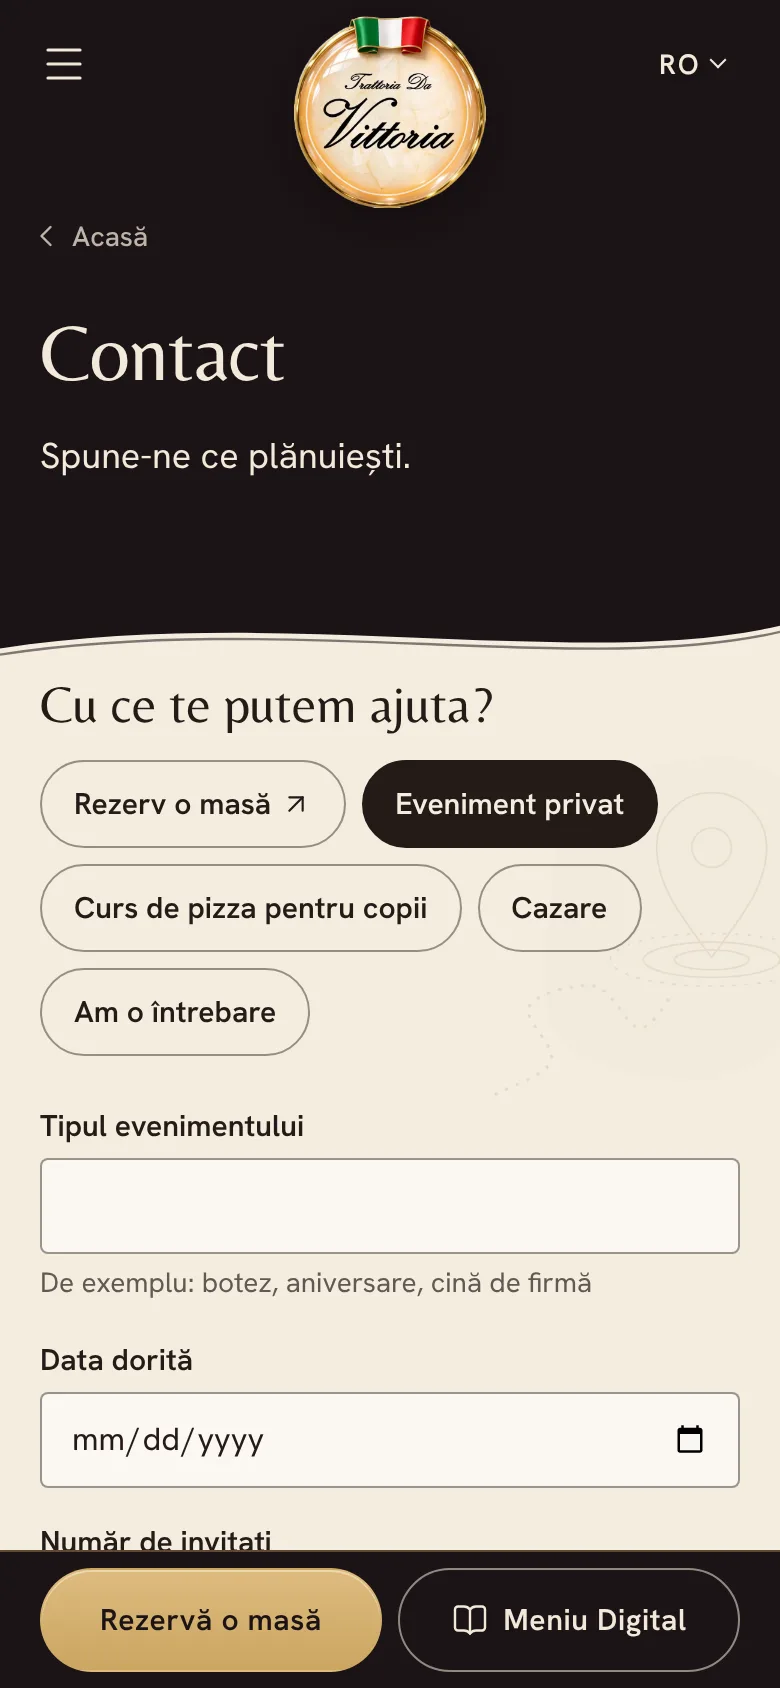 Trattoria Da
Vittoria
RO
Acasă
Contact
Spune-ne ce plănuiești.
Cu ce te putem ajuta?
Rezerv o masă
Eveniment privat
Curs de pizza pentru copii
Cazare
Am o întrebare
Tipul evenimentului
De exemplu: botez, aniversare, cină de firmă
Data dorită
mm/dd/yyyy
Număr de invitați
Rezervă o masă
Meniu Digital